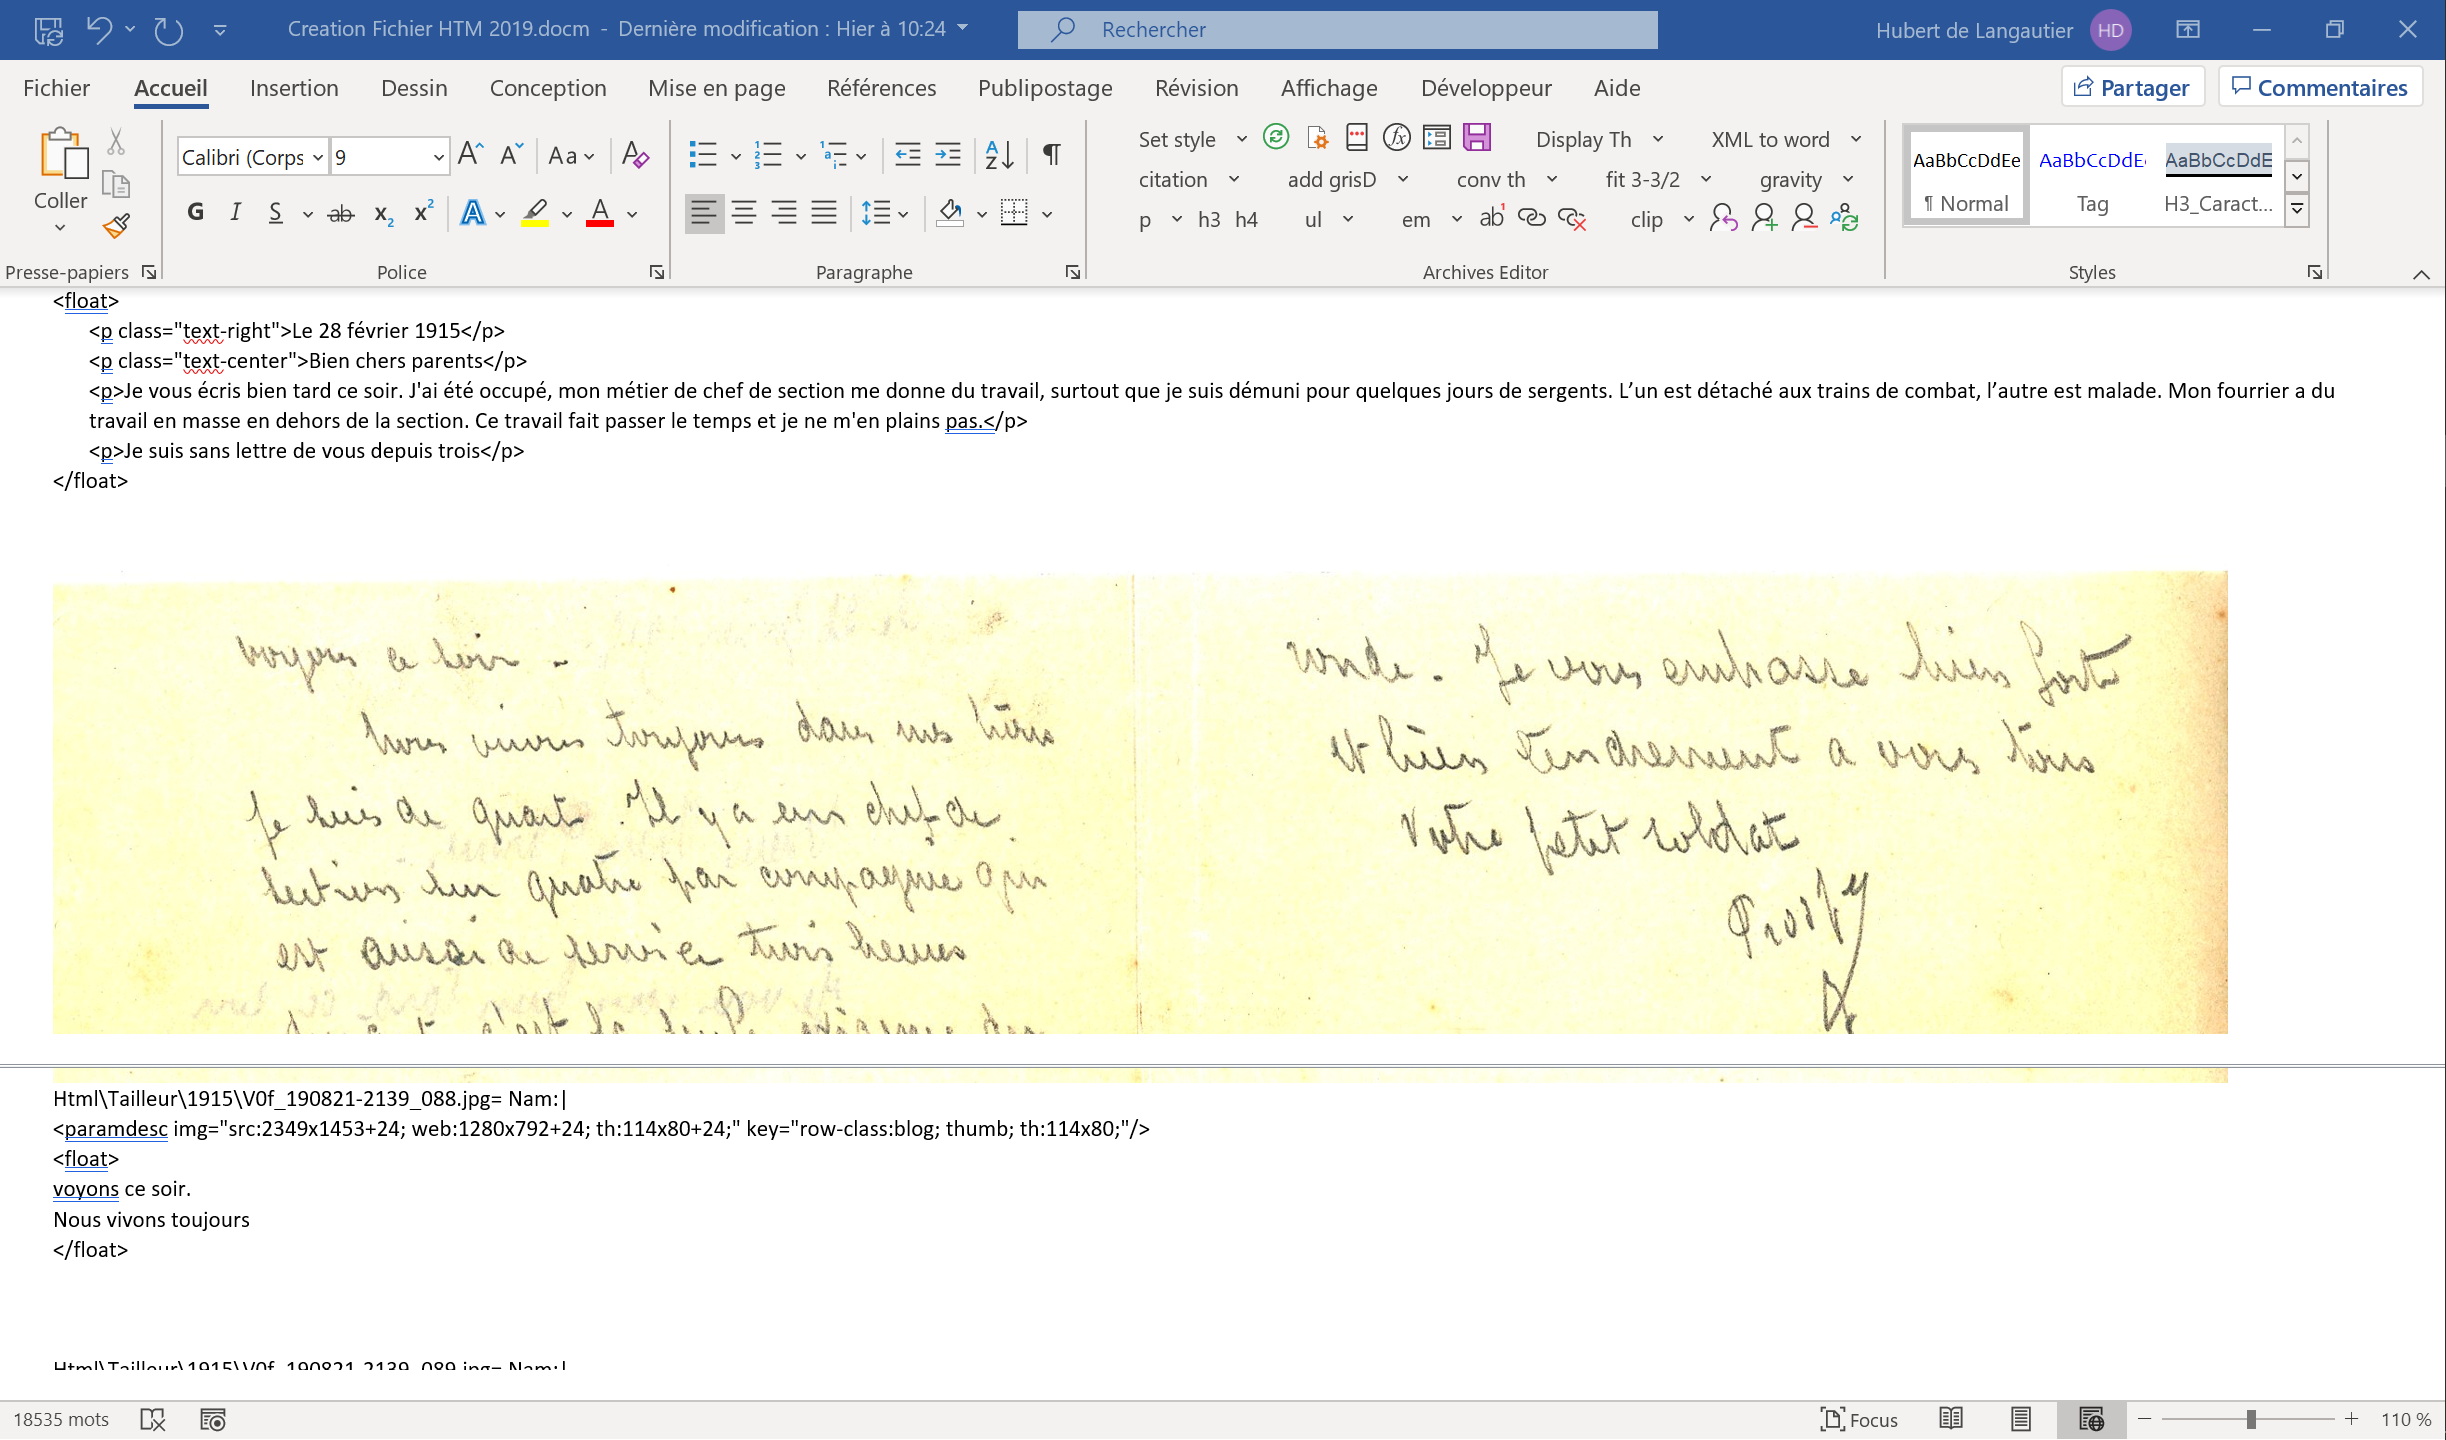 Creation Fichier HTM 2019.docm - Dernière modification : Hier à 10:24
Rechercher
Hubert de Langautier HD
Fichier Accueil Insertion Dessin Conception Mise en page Références Publipostage Révision Affichage Développeur Aide
Partager Commentaires
Coller
Presse-papiers
Calibri (Corps 9
G I S ab x2 x2 A A
Police
Paragraphe
Set style Display Th XML to word
citation add grisD conv th fit 3-3/2 gravity
p h3 h4 ul em ab1 clip
Archives Editor
AaBbCcDdEe AaBbCcDdE AaBbCcDdE
¶ Normal Tag H3_Caract...
Styles
<float>
<p class="text-right">Le 28 février 1915</p>
<p class="text-center">Bien chers parents</p>
<p>Je vous écris bien tard ce soir. J'ai été occupé, mon métier de chef de section me donne du travail, surtout que je suis démuni pour quelques jours de sergents. L’un est détaché aux trains de combat, l’autre est malade. Mon fourrier a du
travail en masse en dehors de la section. Ce travail fait passer le temps et je ne m'en plains pas.</p>
<p>Je suis sans lettre de vous depuis trois</p>
</float>
voyons ce soir -
Nous vivons toujours dans nos trous
Je suis de quart. Il y a un chef de
section sur quatre par compagnie qui
est aussi de service trois heures
c'est la seule
ronde. Je vous embrasse bien fort
et bien tendrement a vous tous
Votre petit soldat
Html\Tailleur\1915\V0f_190821-2139_088.jpg= Nam:|
<paramdesc img="src:2349x1453+24; web:1280x792+24; th:114x80+24;" key="row-class:blog; thumb; th:114x80;"/>
<float>
voyons ce soir.
Nous vivons toujours
</float>
Html\Tailleur\1915\V0f_190821-2139_089.jpg= Nam:|
18535 mots
Focus
110 %